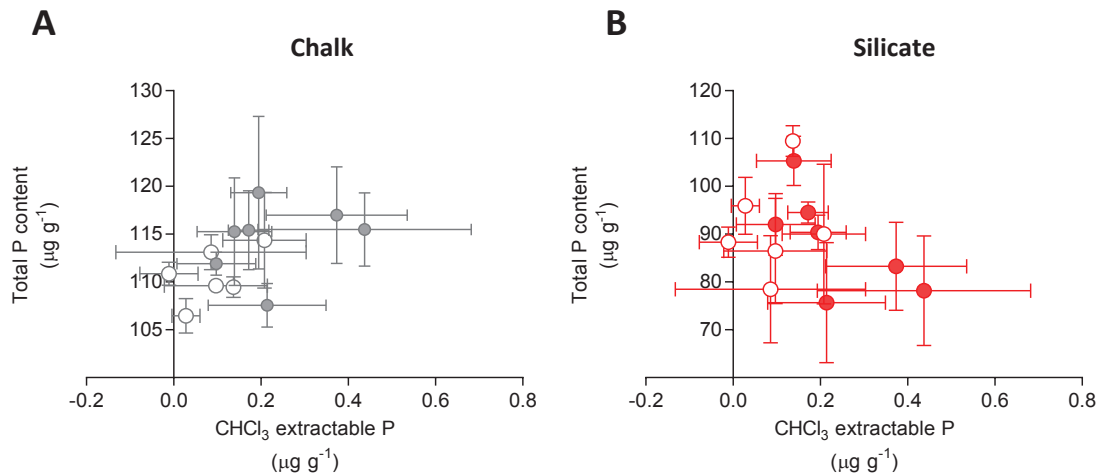 A
Chalk
Total P content
(μg g⁻¹)
130
125
120
115
110
105
-0.2
0.0
0.2
0.4
0.6
0.8
CHCl₃ extractable P
(μg g⁻¹)
B
Silicate
Total P content
(μg g⁻¹)
120
110
100
90
80
70
-0.2
0.0
0.2
0.4
0.6
0.8
CHCl₃ extractable P
(μg g⁻¹)